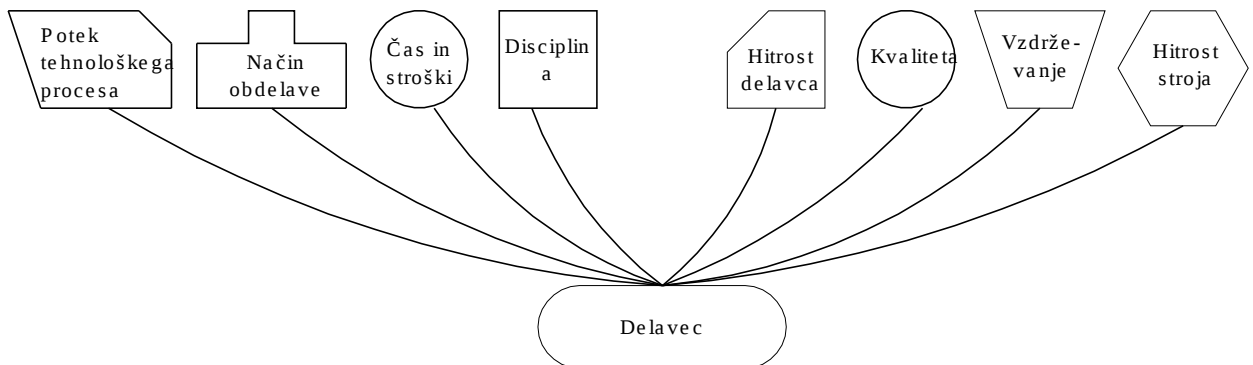 Potek
tehnološkega
procesa
Način
obdelave
Čas in
stroški
Disciplin
a
Hitrost
delavca
Kvaliteta
Vzdrže-
vanje
Hitrost
stroja
Delavec